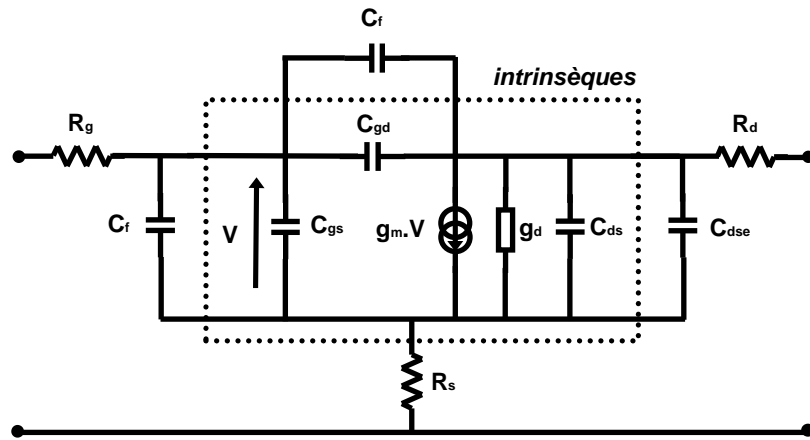 Cf
intrinsèques
Rg
Cgd
Rd
Cf
V
Cgs
gm.V
gd
Cds
Cdse
Rs